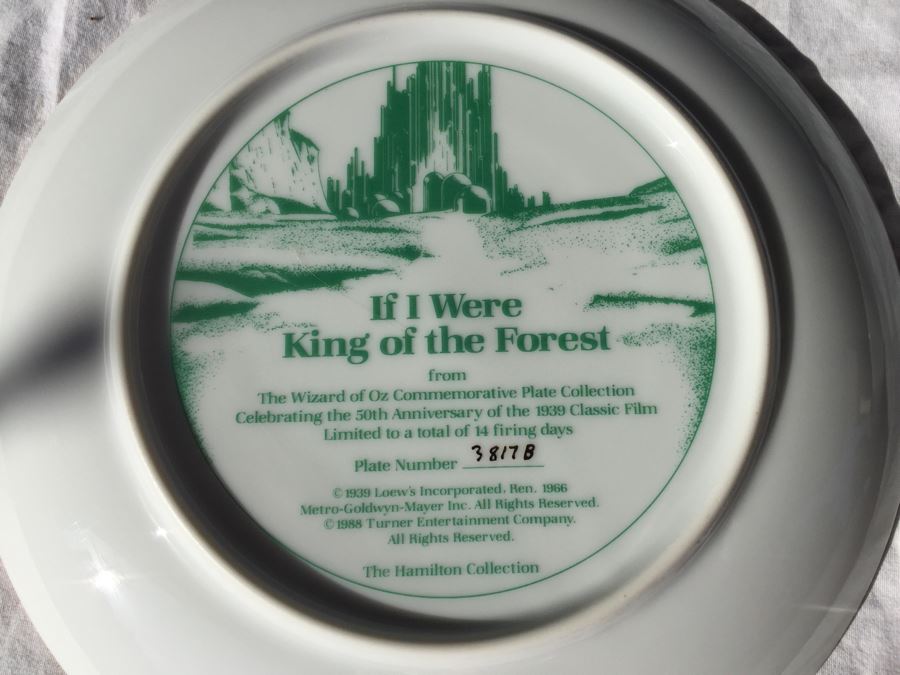 If I Were
King of the Forest
from
The Wizard of Oz Commemorative Plate Collection
Celebrating the 50th Anniversary of the 1939 Classic Film
Limited to a total of 14 firing days
Plate Number 3817B
© 1939 Loew's Incorporated. Ren. 1966
Metro-Goldwyn-Mayer Inc. All Rights Reserved.
© 1988 Turner Entertainment Company.
All Rights Reserved.
The Hamilton Collection